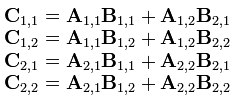 C₁,₁ = A₁,₁B₁,₁ + A₁,₂B₂,₁
C₁,₂ = A₁,₁B₁,₂ + A₁,₂B₂,₂
C₂,₁ = A₂,₁B₁,₁ + A₂,₂B₂,₁
C₂,₂ = A₂,₁B₁,₂ + A₂,₂B₂,₂